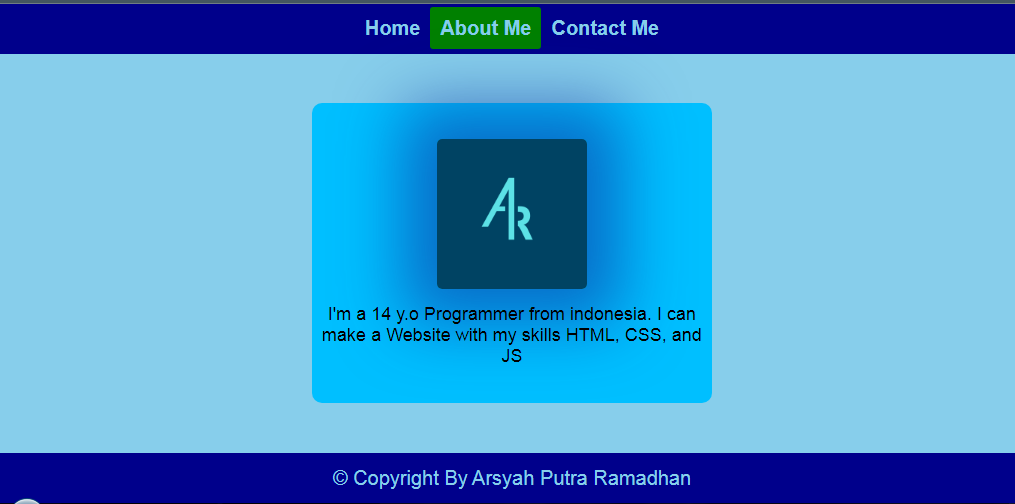 Home About Me Contact Me
AR
I'm a 14 y.o Programmer from indonesia. I can
make a Website with my skills HTML, CSS, and
JS
© Copyright By Arsyah Putra Ramadhan